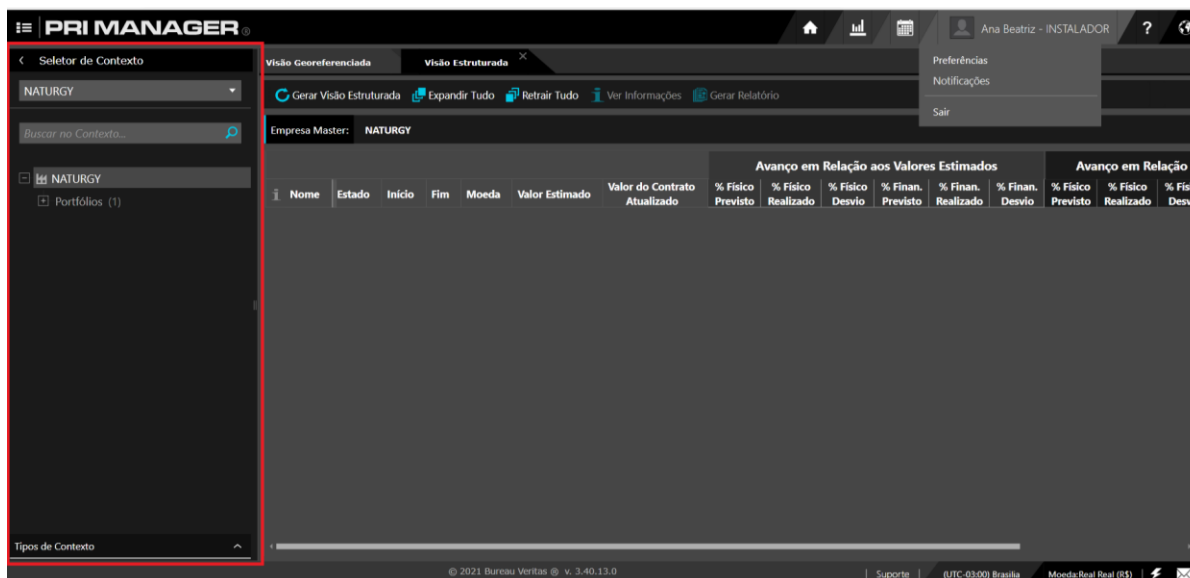 PRI MANAGER®
Ana Beatriz - INSTALADOR
?
Seletor de Contexto
NATURGY
Buscar no Contexto...
NATURGY
Portfólios (1)
Tipos de Contexto
Preferências
Notificações
Sair
Visão Georeferenciada
Visão Estruturada
Gerar Visão Estruturada
Expandir Tudo
Retrair Tudo
Ver Informações
Gerar Relatório
Empresa Master: NATURGY
Avanço em Relação aos Valores Estimados
Avanço em Relação
Nome
Estado
Início
Fim
Moeda
Valor Estimado
Valor do Contrato
Atualizado
% Físico
Previsto
% Físico
Realizado
% Físico
Desvio
% Finan.
Previsto
% Finan.
Realizado
% Finan.
Desvio
% Físico
Previsto
% Físico
Realizado
© 2021 Bureau Veritas ® v. 3.40.13.0
Suporte
(UTC-03:00) Brasilia
Moeda:Real Real (R$)